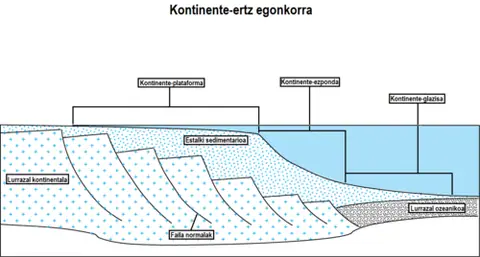 Kontinente-ertz egonkorra
Kontinente-plataforma
Kontinente-ezponda
Kontinente-glazisa
Estalki sedimentarioa
Lurrazal kontinentala
Lurrazal ozeanikoa
Faila normalak